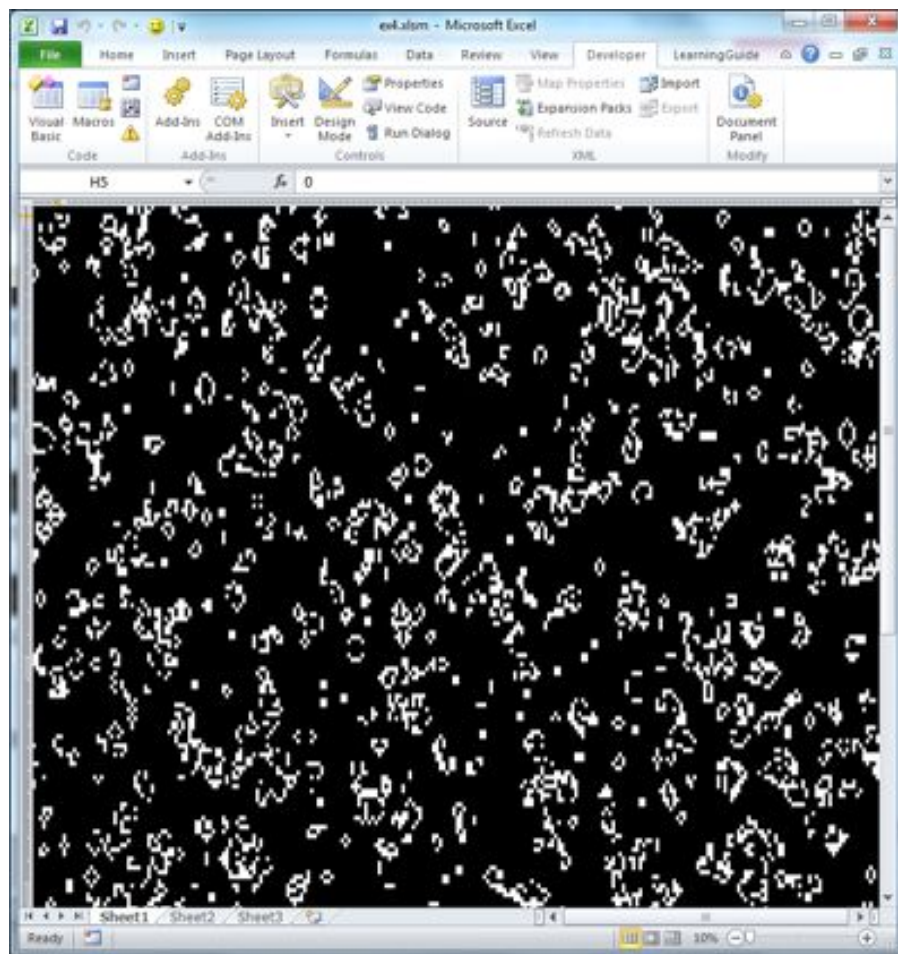 ex4.xlsm - Microsoft Excel
File Home Insert Page Layout Formulas Data Review View Developer LearningGuide
Visual Basic Macros Add-Ins COM Add-Ins Insert Design Mode Properties View Code Run Dialog Source Map Properties Expansion Packs Refresh Data Import Export Document Panel
Code Add-Ins Controls XML Modify
H5 fx 0
Sheet1 Sheet2 Sheet3
Ready 10%